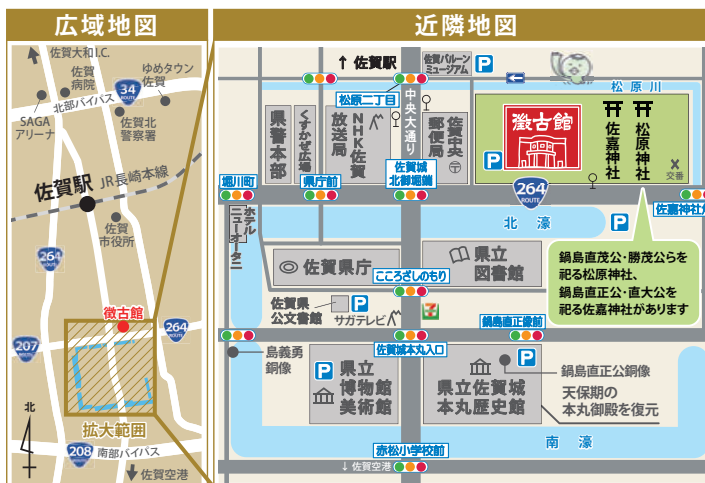 広域地図
佐賀大和I.C.
佐賀
病院
ゆめタウン
佐賀
34
ROUTE
北部バイパス
SAGA
アリーナ
佐賀北
警察署
佐賀駅
JR長崎本線
佐賀
市役所
264
ROUTE
徴古館
264
ROUTE
207
ROUTE
北
拡大範囲
208
ROUTE
南部バイパス
佐賀空港
近隣地図
↑ 佐賀駅
佐賀バルーン
ミュージアム
P
松原川
松原二丁目
中央大通り
県警本部
くすかぜ広場
NHK佐賀
放送局
佐賀中央
郵便局
徴古館
P
佐嘉神社
松原神社
交番
堀川町
県庁前
佐賀城
北御堀端
264
ROUTE
佐嘉神社
ホテル
ニューオータニ
北 濠
P
佐賀県庁
県立
図書館
鍋島直茂公・勝茂公らを
祀る松原神社、
鍋島直正公・直大公を
祀る佐嘉神社があります
こころざしのもり
佐賀県
公文書館
P
サガテレビ
7
鍋島直正像前
佐賀城本丸入口
島義勇
銅像
P
県立
博物館
美術館
P
県立佐賀城
本丸歴史館
鍋島直正公銅像
天保期の
本丸御殿を復元
赤松小学校前
南 濠
↓佐賀空港